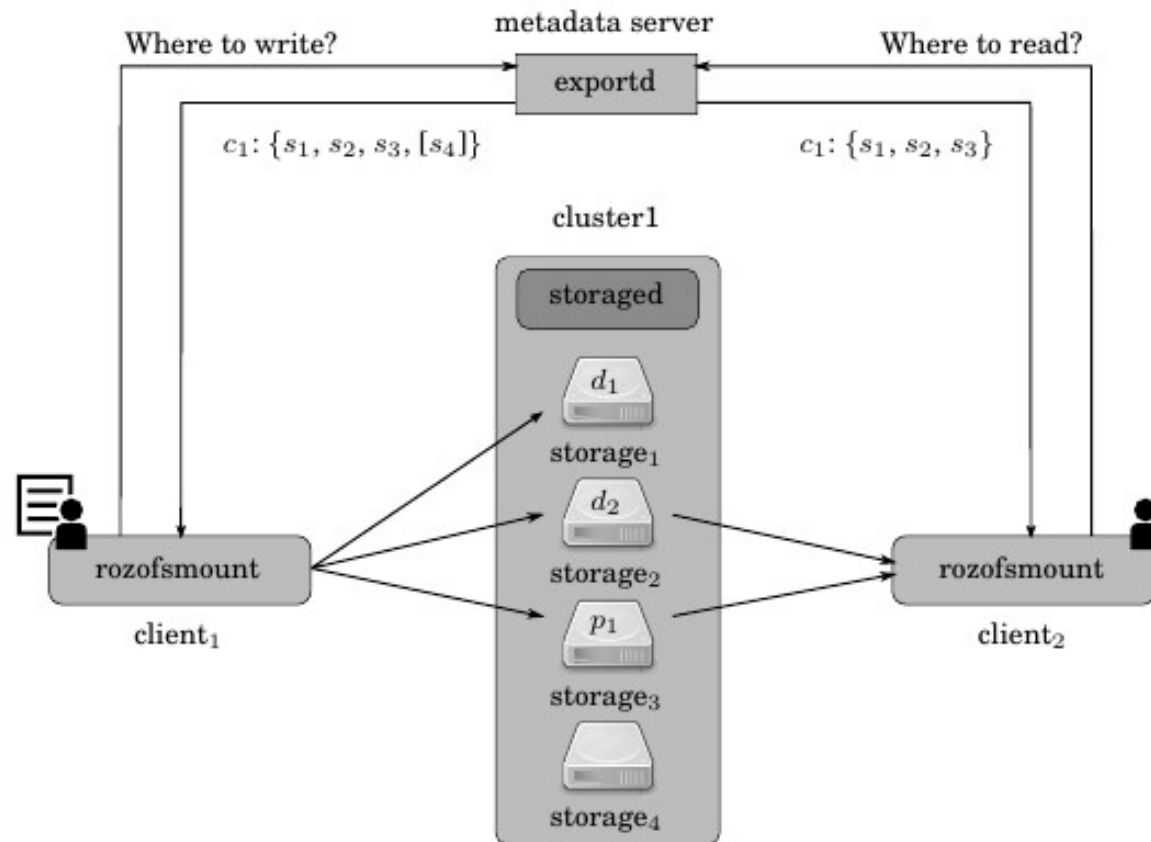 metadata server
Where to write?
Where to read?
exportd
c₁: {s₁, s₂, s₃, [s₄]}
c₁: {s₁, s₂, s₃}
cluster1
storaged
d₁
storage₁
d₂
storage₂
rozofsmount
rozofsmount
p₁
client₁
client₂
storage₃
storage₄